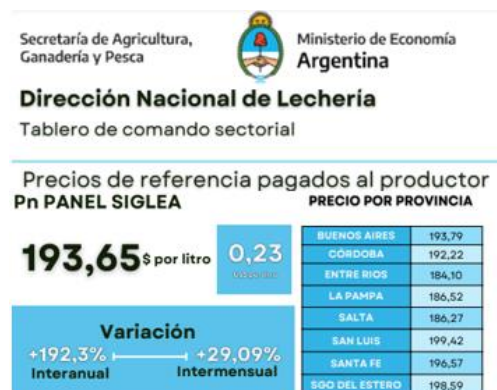 Secretaría de Agricultura,
Ganadería y Pesca
Ministerio de Economía
Argentina
Dirección Nacional de Lechería
Tablero de comando sectorial
Precios de referencia pagados al productor
Pn PANEL SIGLEA
193,65 $ por litro
0,23
Variación
+192,3% +29,09%
Interanual Intermensual
PRECIO POR PROVINCIA
BUENOS AIRES 193,79
CÓRDOBA 192,22
ENTRE RIOS 184,10
LA PAMPA 186,52
SALTA 186,27
SAN LUIS 199,42
SANTA FE 196,57
SGO DEL ESTERO 198,59